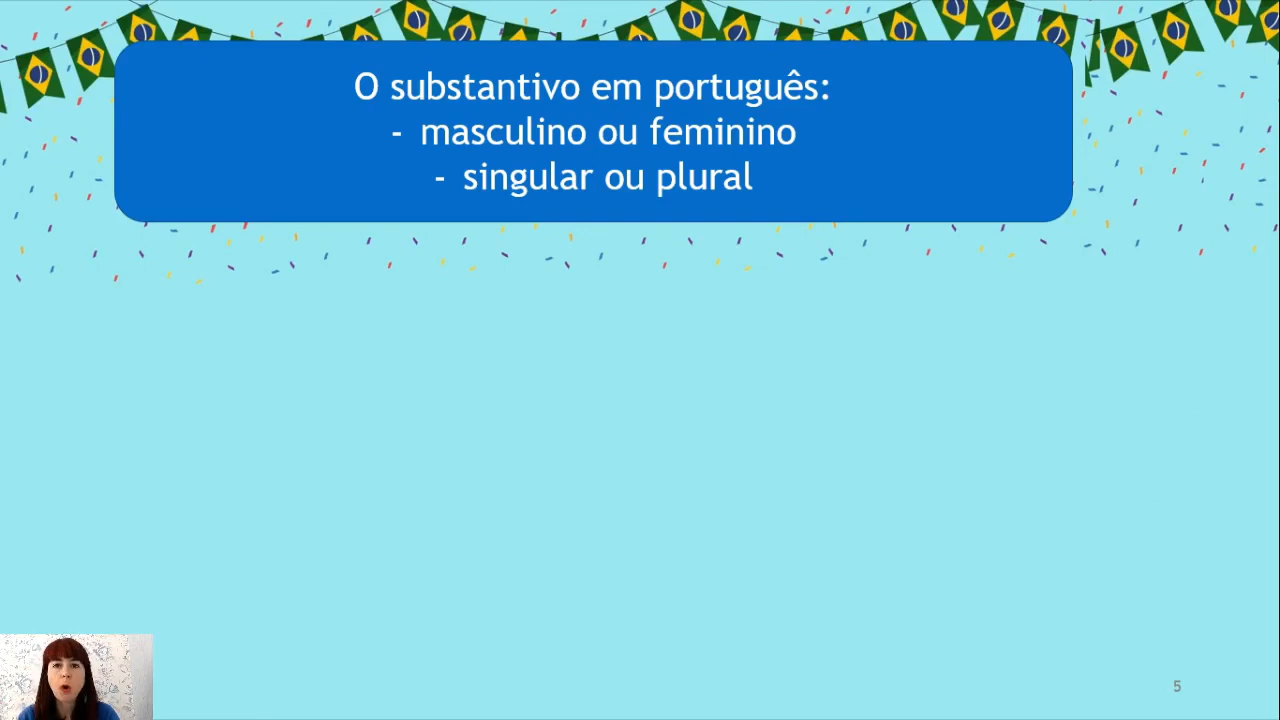 O substantivo em português:
- masculino ou feminino
- singular ou plural
5